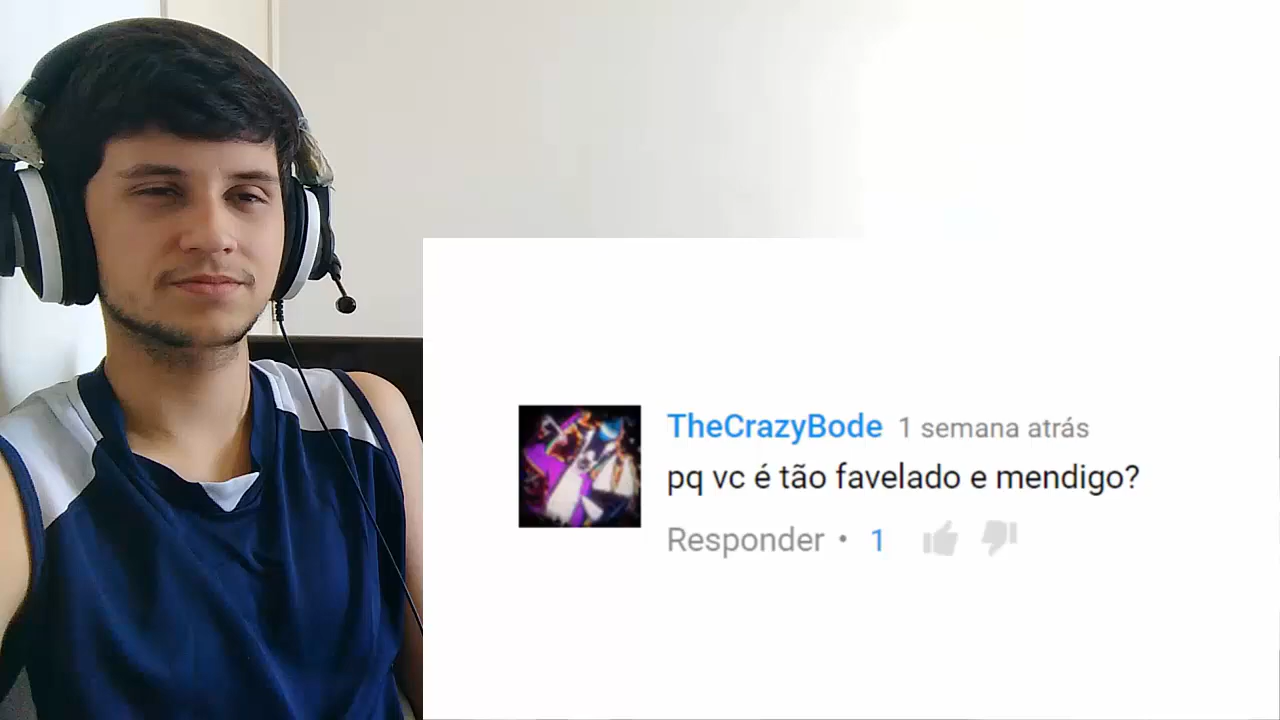 TheCrazyBode 1 semana atrás
pq vc é tão favelado e mendigo?
Responder • 1